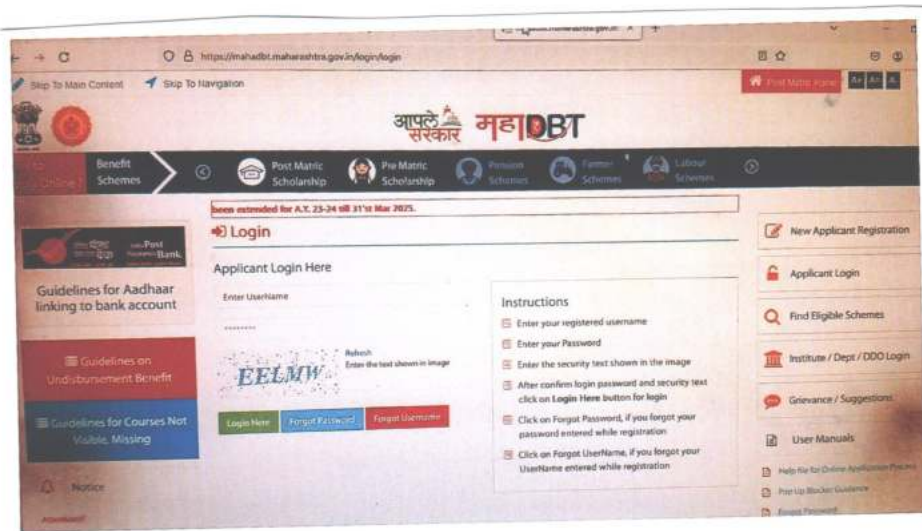 https://mahadbt.maharashtra.gov.in/login/login
Skip To Main Content
Skip To Navigation
Post Matric Home
A+
A-
आपले सरकार
महाDBT
Benefit Schemes
Post Matric Scholarship
Pre Matric Scholarship
Pension Schemes
Farmer Schemes
Labour Schemes
been extended for A.Y. 23-24 till 31'st Mar 2025.
Post
Bank
Guidelines for Aadhaar
linking to bank account
Guidelines on
Undisbursement Benefit
Guidelines for Courses Not
Visible, Missing
Notice
Login
Applicant Login Here
Enter UserName
········
EELMW
Refresh
Enter the text shown in image
Login Here
Forgot Password
Forgot Username
Instructions
Enter your registered username
Enter your Password
Enter the security text shown in the image
After confirm login password and security text
click on Login Here button for login
Click on Forgot Password, if you forgot your
password entered while registration
Click on Forgot UserName, if you forgot your
UserName entered while registration
New Applicant Registration
Applicant Login
Find Eligible Schemes
Institute / Dept / DDO Login
Grievance / Suggestions
User Manuals
Help file for Online Application Process
Pop Up Blocker Guidance
Forgot Password